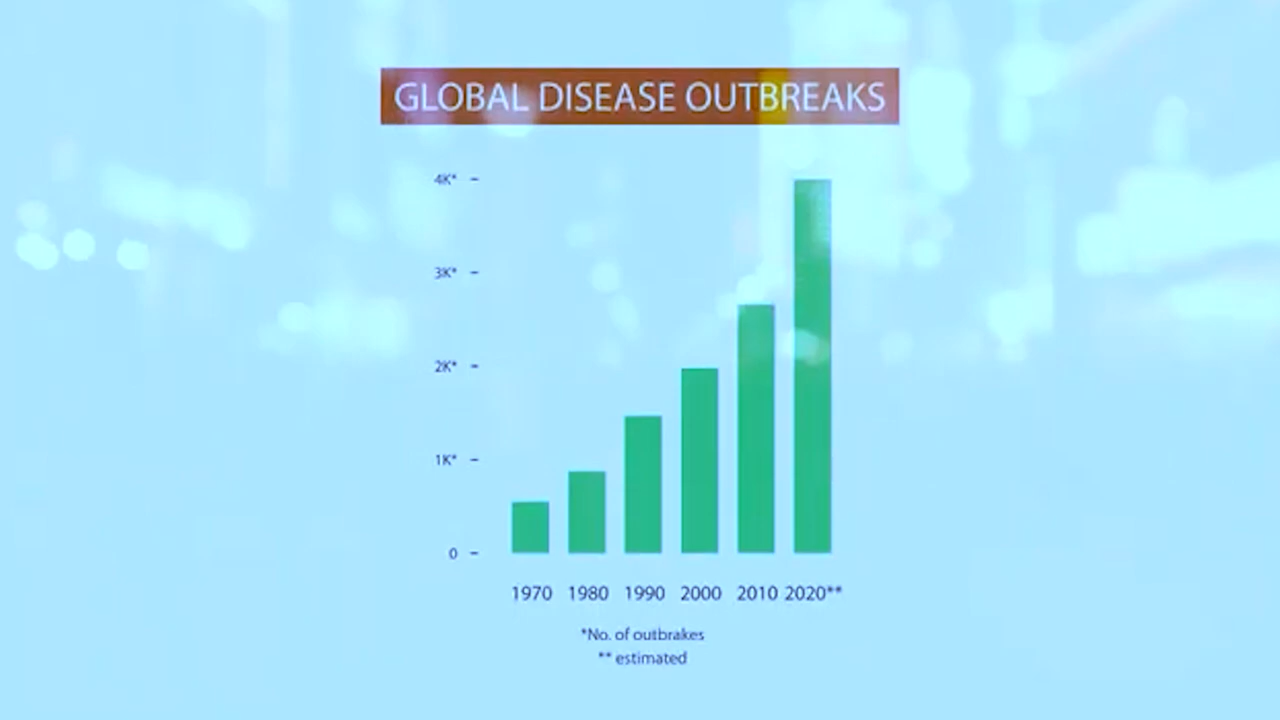 GLOBAL DISEASE OUTBREAKS
4K*
3K*
2K*
1K*
0
1970 1980 1990 2000 2010 2020**
*No. of outbrakes
** estimated